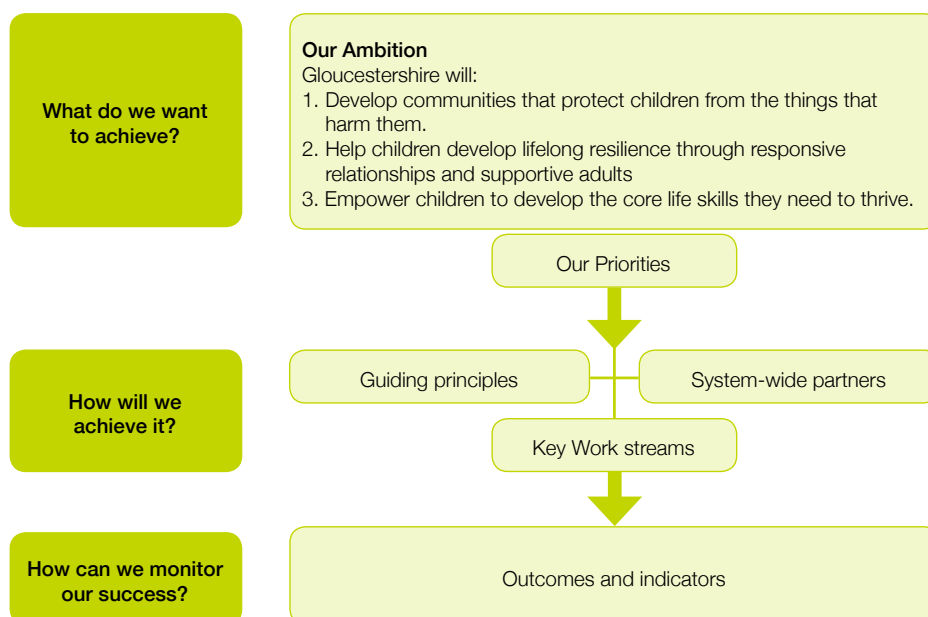 What do we want
to achieve?
Our Ambition
Gloucestershire will:
1. Develop communities that protect children from the things that
harm them.
2. Help children develop lifelong resilience through responsive
relationships and supportive adults
3. Empower children to develop the core life skills they need to thrive.
Our Priorities
How will we
achieve it?
Guiding principles
System-wide partners
Key Work streams
How can we monitor
our success?
Outcomes and indicators